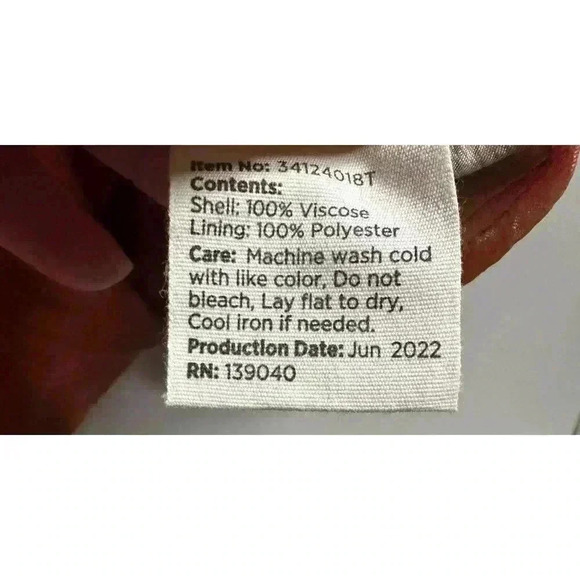 Item No: 34124018T
Contents:
Shell: 100% Viscose
Lining: 100% Polyester
Care: Machine wash cold
with like color, Do not
bleach, Lay flat to dry,
Cool iron if needed.
Production Date: Jun 2022
RN: 139040